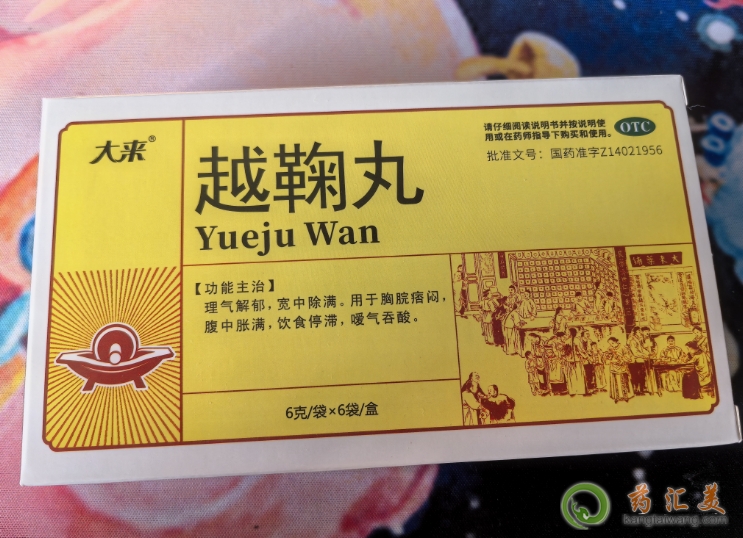 大来®
越鞠丸
Yueju Wan
请仔细阅读说明书并按说明使
用或在药师指导下购买和使用。
OTC
批准文号：国药准字Z14021956
【功能主治】
理气解郁，宽中除满。用于胸脘痞闷，
腹中胀满，饮食停滞，嗳气吞酸。
6克/袋×6袋/盒
药汇美
kanglaiwang.com